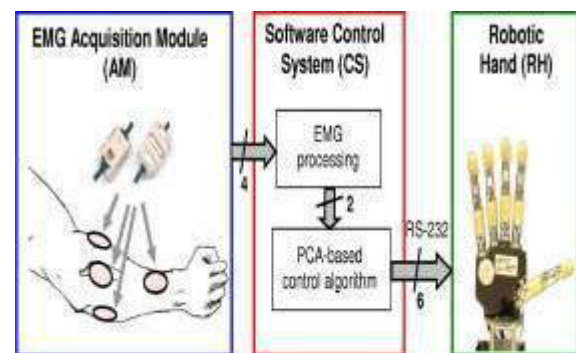 EMG Acquisition Module
(AM)
4
Software Control
System (CS)
EMG
processing
2
PCA-based
control algorithm
RS-232
6
Robotic
Hand (RH)